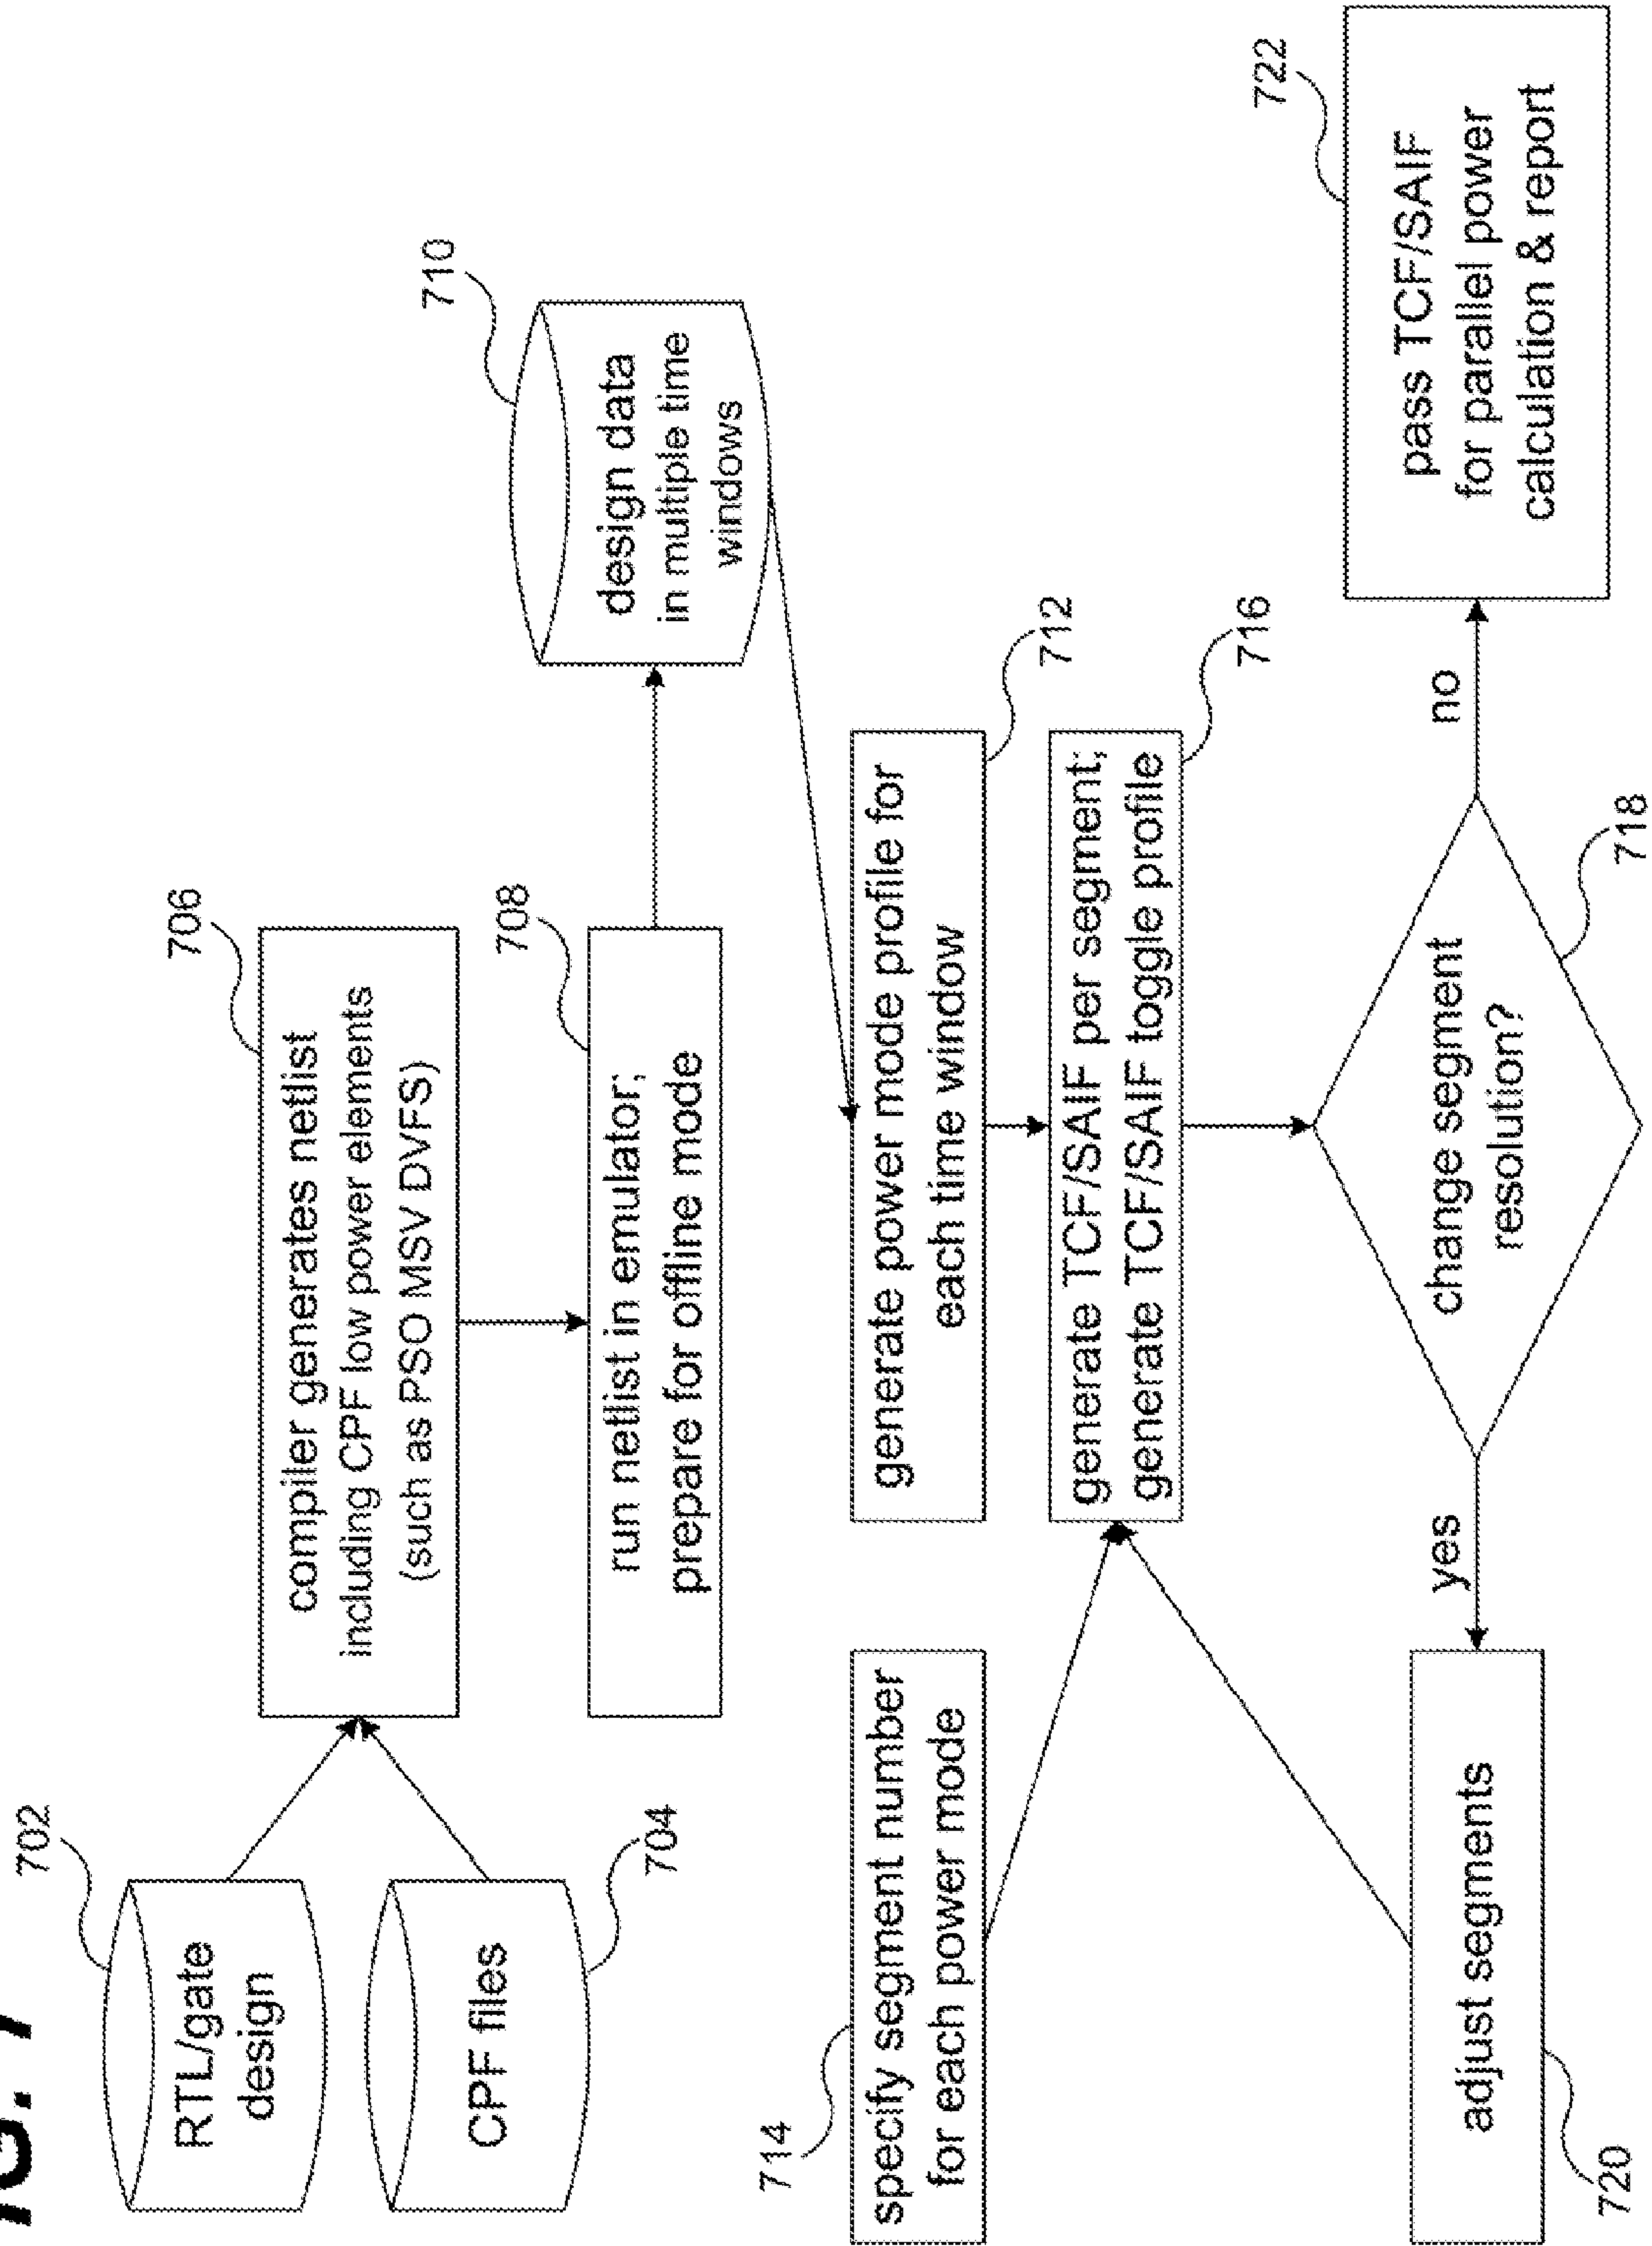 702
RTL/gate
design
CPF files
704
706
compiler generates netlist
including CPF low power elements
(such as PSO MSV DVFS)
708
run netlist in emulator;
prepare for offline mode
710
design data
in multiple time
windows
generate power mode profile for
each time window
712
714
specify segment number
for each power mode
generate TCF/SAIF per segment;
generate TCF/SAIF toggle profile
716
change segment
resolution?
718
yes
no
adjust segments
720
722
pass TCF/SAIF
for parallel power
calculation & report